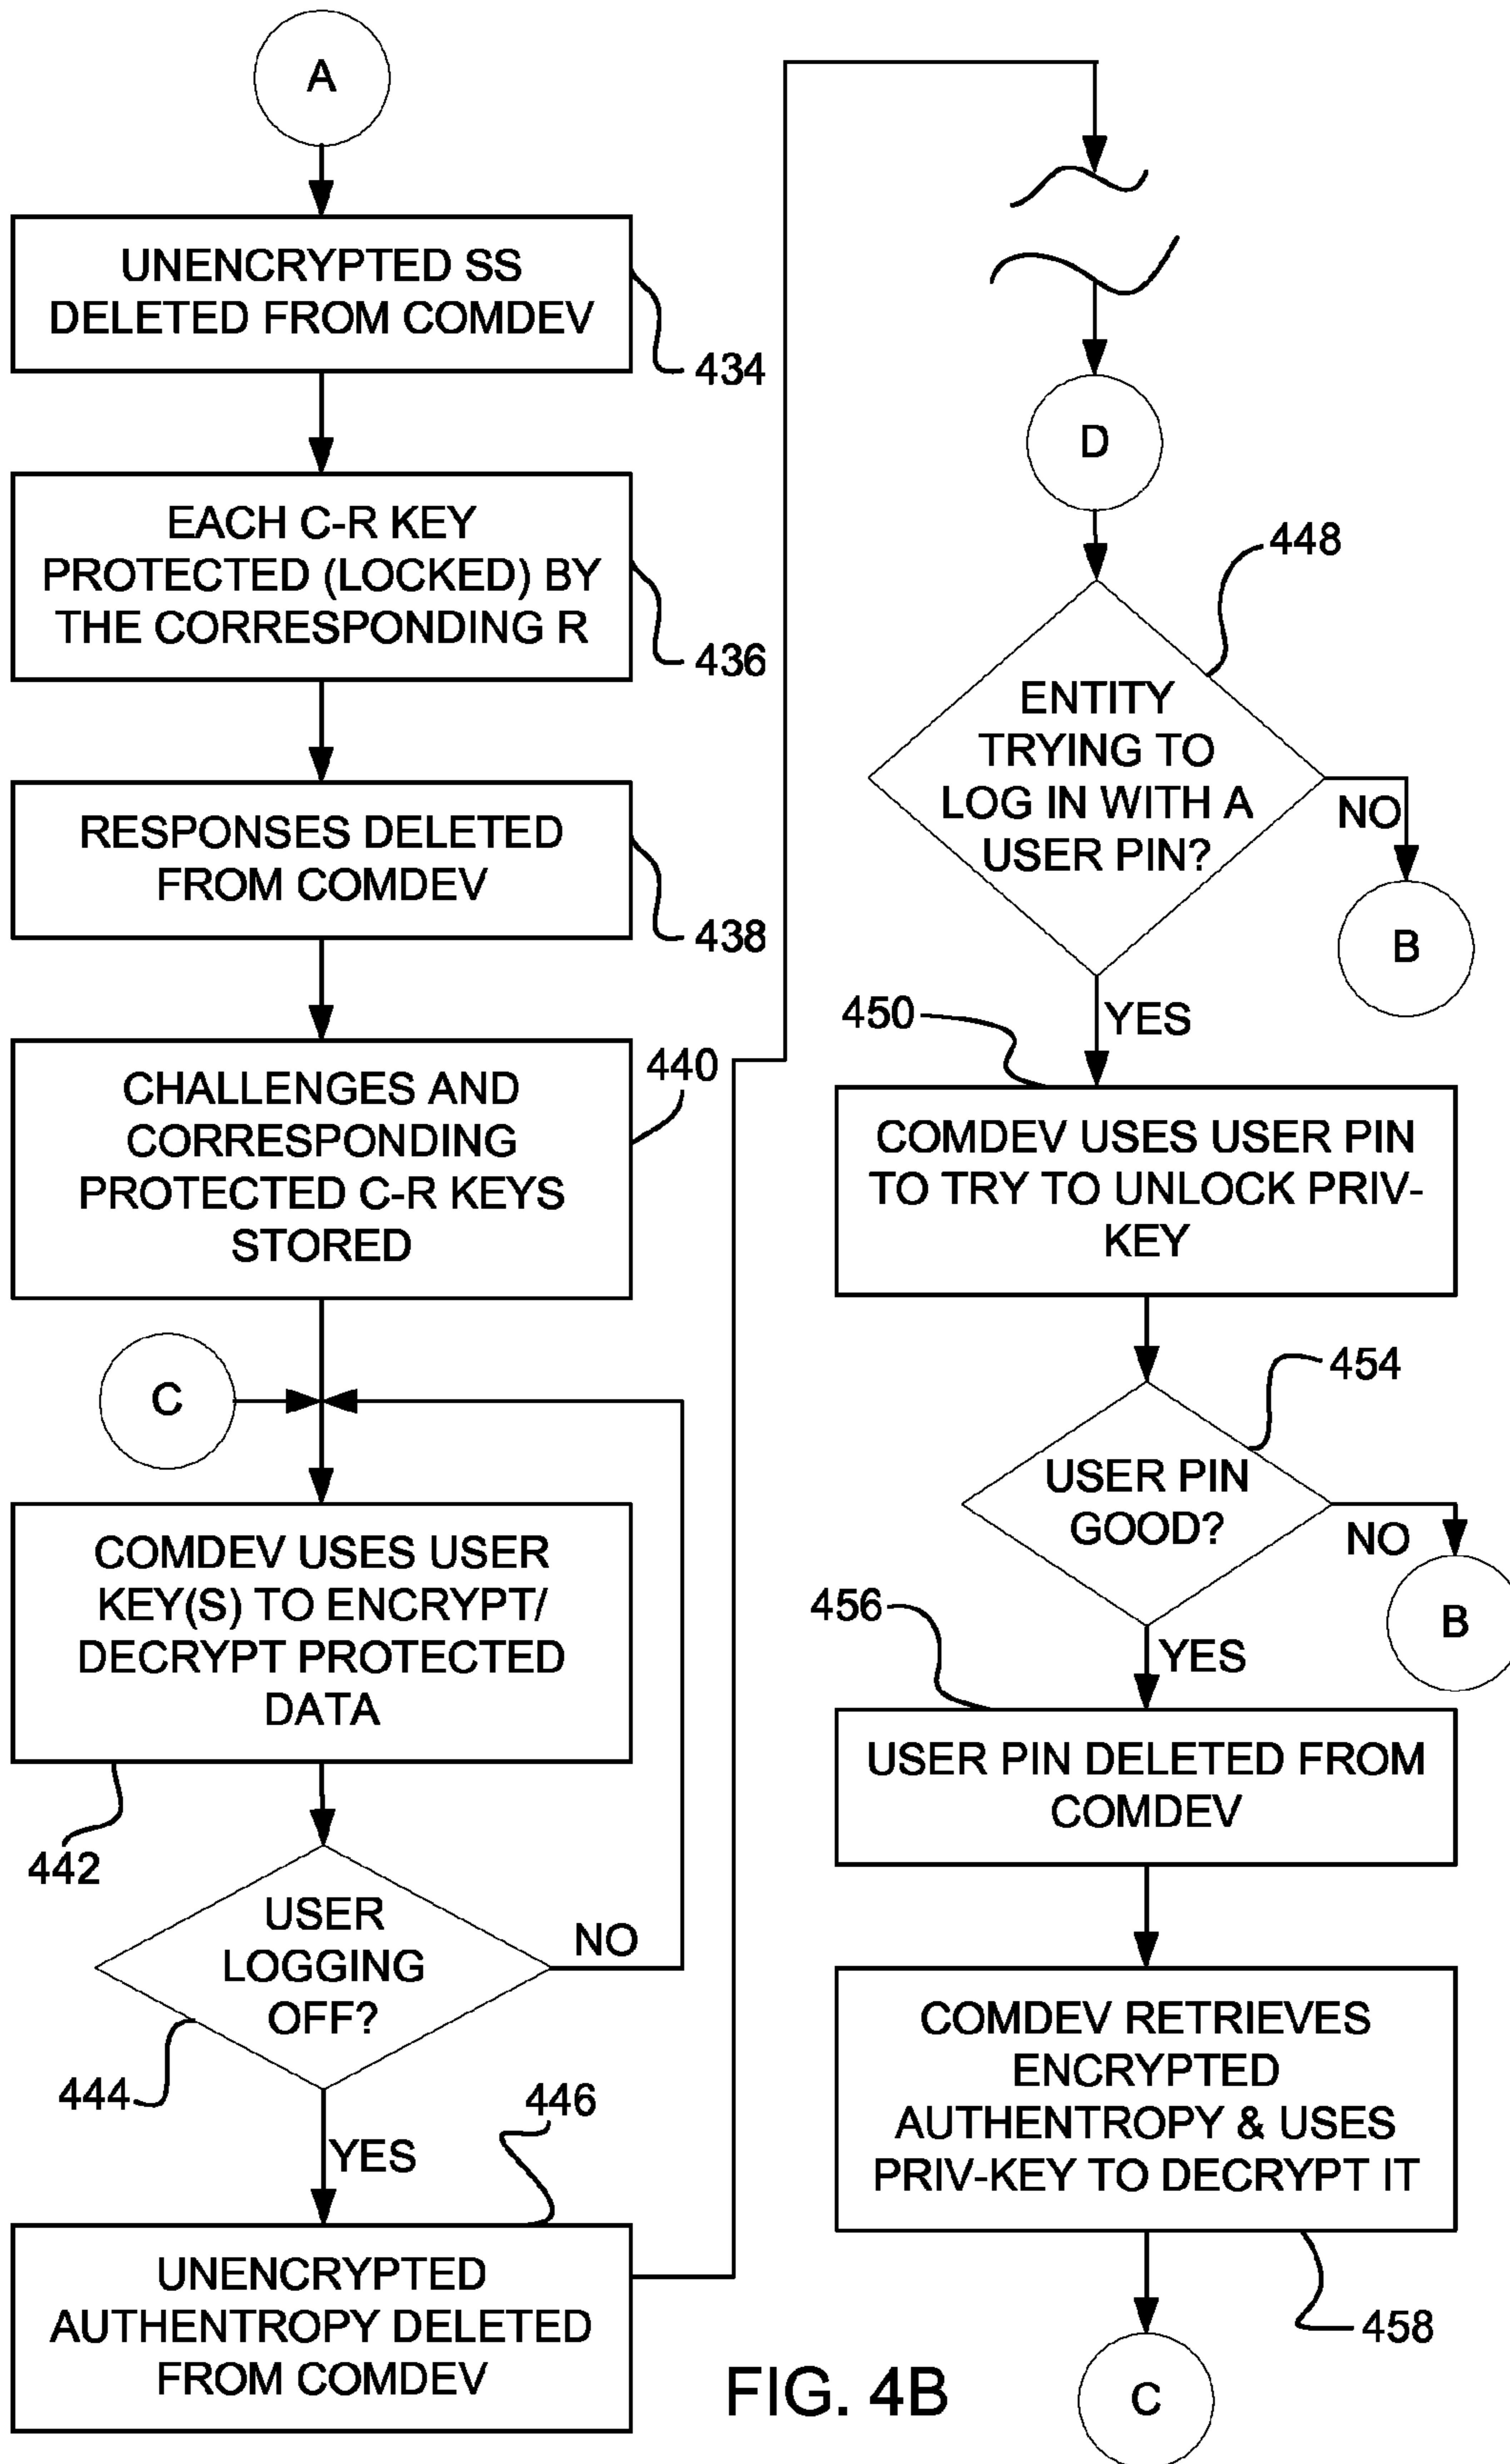 A
UNENCRYPTED SS
DELETED FROM COMDEV
434
EACH C-R KEY
PROTECTED (LOCKED) BY
THE CORRESPONDING R
436
RESPONSES DELETED
FROM COMDEV
438
CHALLENGES AND
CORRESPONDING
PROTECTED C-R KEYS
STORED
440
C
COMDEV USES USER
KEY(S) TO ENCRYPT/
DECRYPT PROTECTED
DATA
442
USER
LOGGING
OFF?
NO
444
YES
446
UNENCRYPTED
AUTHENTROPY DELETED
FROM COMDEV
D
448
ENTITY
TRYING TO
LOG IN WITH A
USER PIN?
NO
B
YES
450
COMDEV USES USER PIN
TO TRY TO UNLOCK PRIV-
KEY
454
USER PIN
GOOD?
NO
B
YES
456
USER PIN DELETED FROM
COMDEV
COMDEV RETRIEVES
ENCRYPTED
AUTHENTROPY & USES
PRIV-KEY TO DECRYPT IT
458
C
FIG. 4B